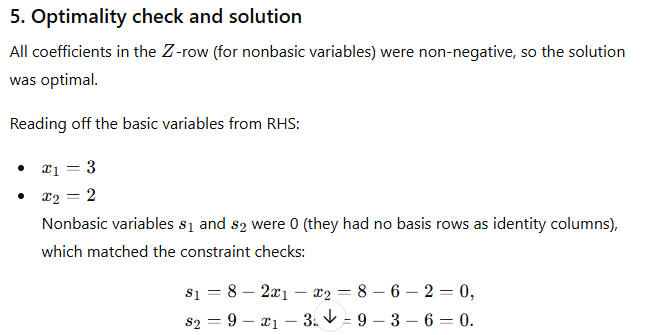 5. Optimality check and solution
All coefficients in the Z-row (for nonbasic variables) were non-negative, so the solution
was optimal.
Reading off the basic variables from RHS:
• x₁ = 3
• x₂ = 2
Nonbasic variables s₁ and s₂ were 0 (they had no basis rows as identity columns),
which matched the constraint checks:
s₁ = 8 − 2x₁ − x₂ = 8 − 6 − 2 = 0,
s₂ = 9 − x₁ − 3 = 9 − 3 − 6 = 0.